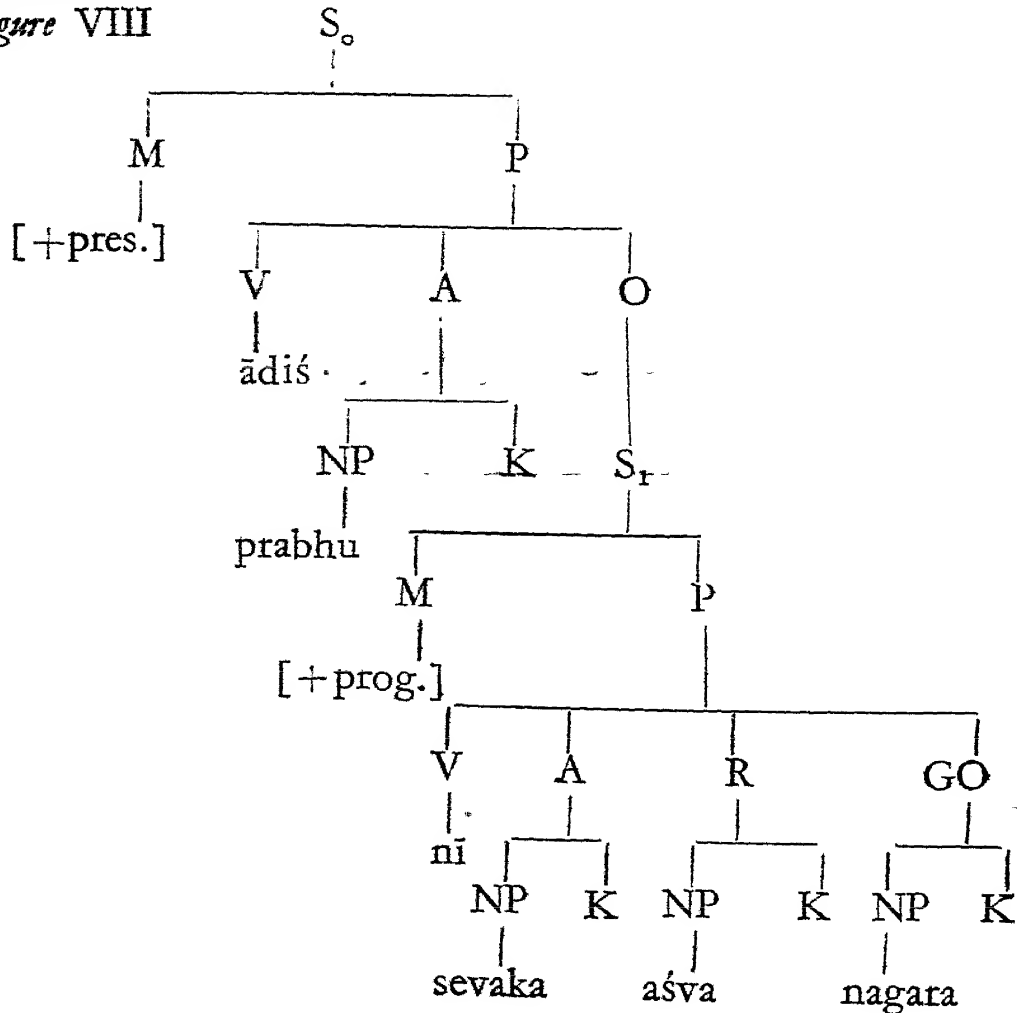 gure VIII
S₀
M P
[+pres.]
V A O
ādiś
NP K S₁
prabhu
M P
[+prog.]
V A R GO
nī
NP K NP K NP K
sevaka aśva nagara